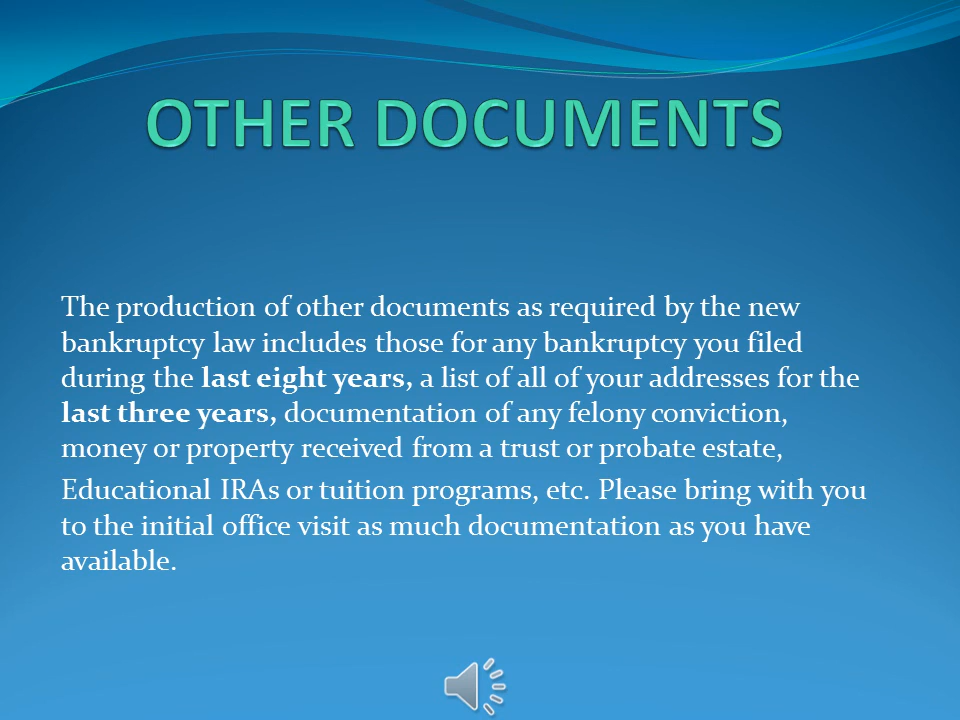 OTHER DOCUMENTS
The production of other documents as required by the new
bankruptcy law includes those for any bankruptcy you filed
during the last eight years, a list of all of your addresses for the
last three years, documentation of any felony conviction,
money or property received from a trust or probate estate,
Educational IRAs or tuition programs, etc. Please bring with you
to the initial office visit as much documentation as you have
available.